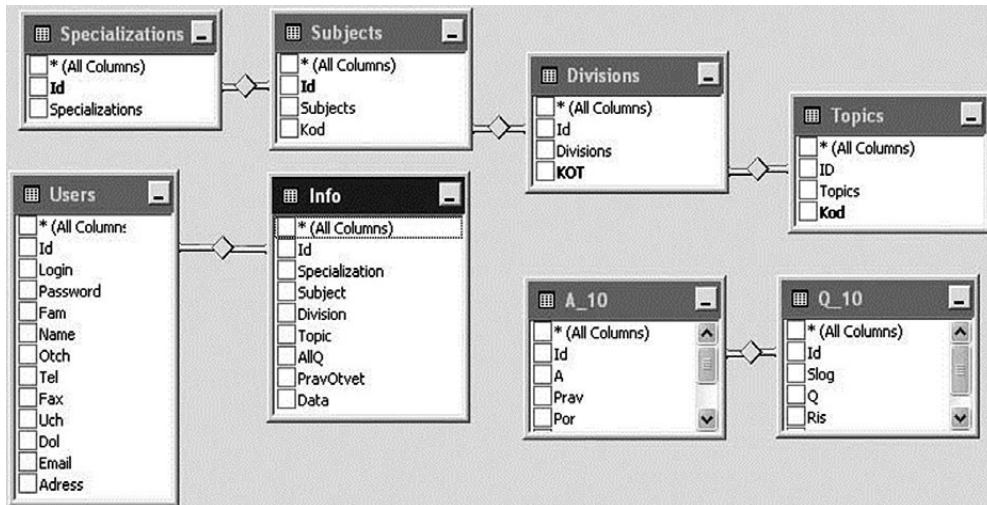 Specializations
* (All Columns)
Id
Specializations
Subjects
* (All Columns)
Id
Subjects
Kod
Divisions
* (All Columns)
Id
Divisions
KOT
Topics
* (All Columns)
ID
Topics
Kod
Users
* (All Columns
Id
Login
Password
Fam
Name
Otch
Tel
Fax
Uch
Dol
Email
Adress
Info
* (All Columns)
Id
Specialization
Subject
Division
Topic
AllQ
PravOtvet
Data
A_10
* (All Columns)
Id
A
Prav
Por
Q_10
* (All Columns)
Id
Slog
Q
Ris